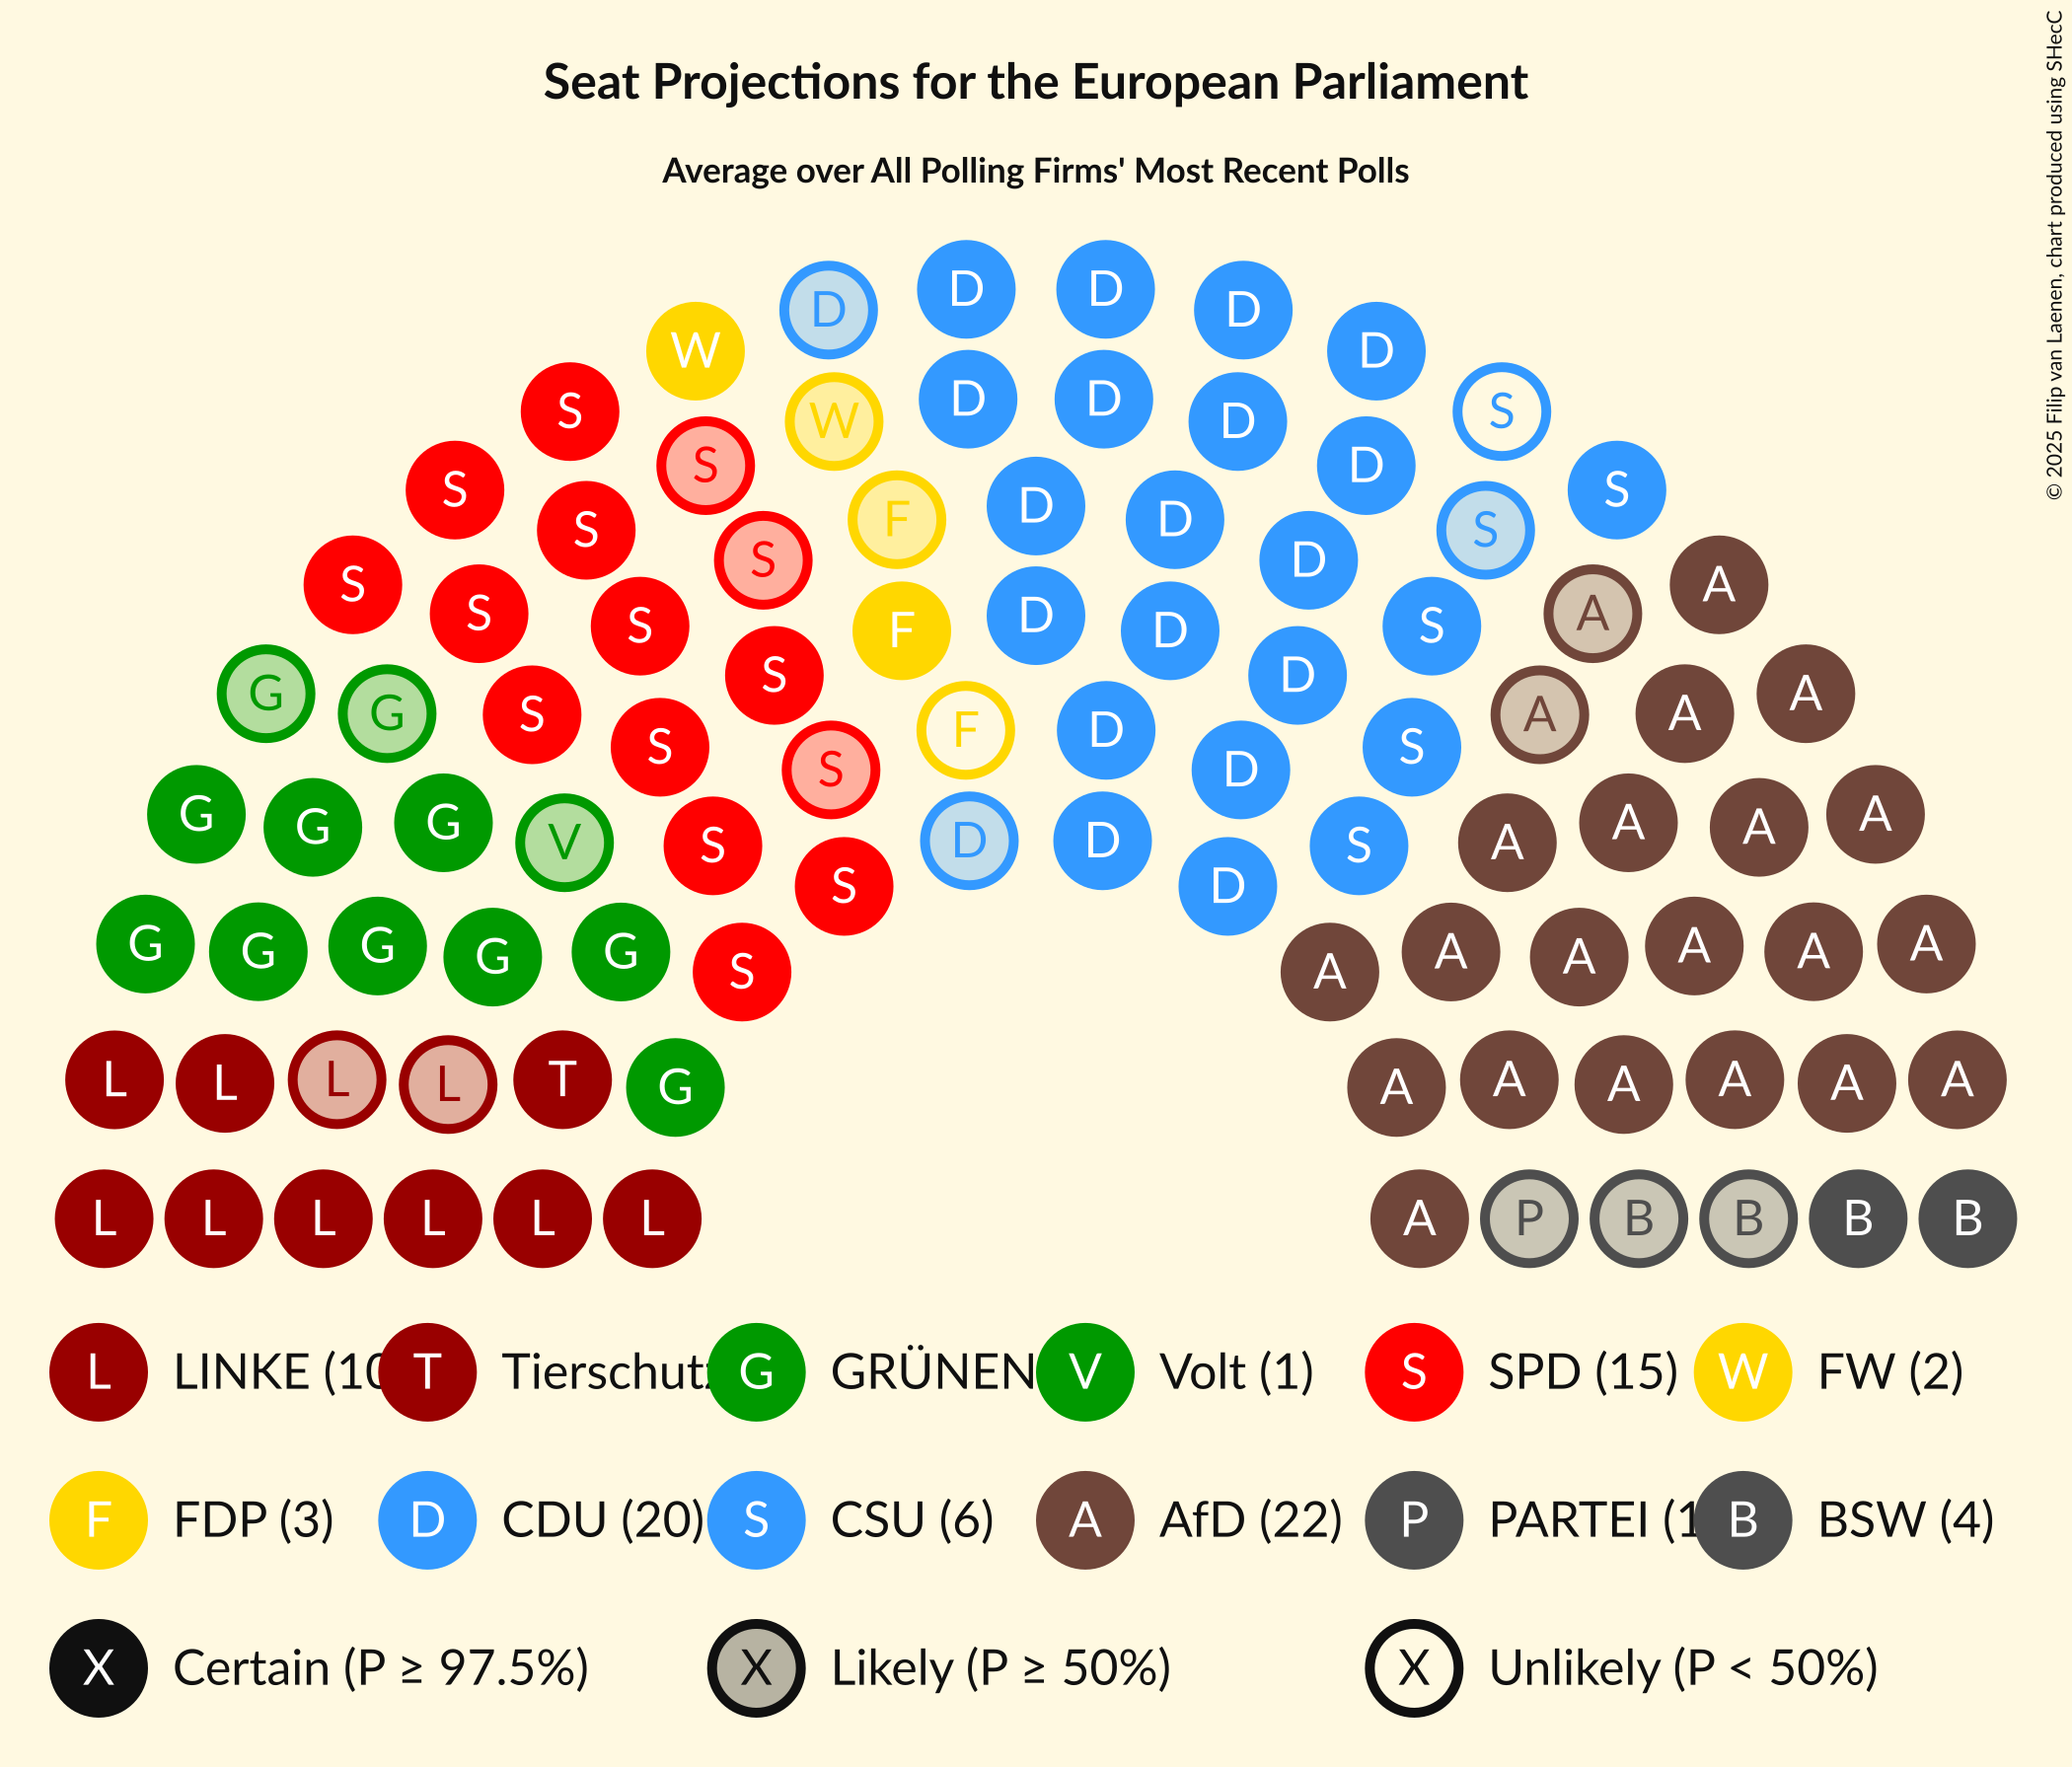 Seat Projections for the European Parliament
Average over All Polling Firms' Most Recent Polls
© 2025 Filip van Laenen, chart produced using SHecC
D D
D D
W D
D D
S S
W D
S D
S S
D
F D
S S
S D
S A
S D A
S F D S
S D
G A
G S S A A
F D
S
S D
G A
G G A A
V S D D S A
S D
G G G G G A A A A A
S A
L L L L T G A A A A A A
L L L L L L A P B B B B
L LINKE (10 T Tierschutz G GRÜNEN V Volt (1) S SPD (15) W FW (2)
F FDP (3) D CDU (20) S CSU (6) A AfD (22) P PARTEI (1 B BSW (4)
X Certain (P ≥ 97.5%) X Likely (P ≥ 50%) X Unlikely (P < 50%)